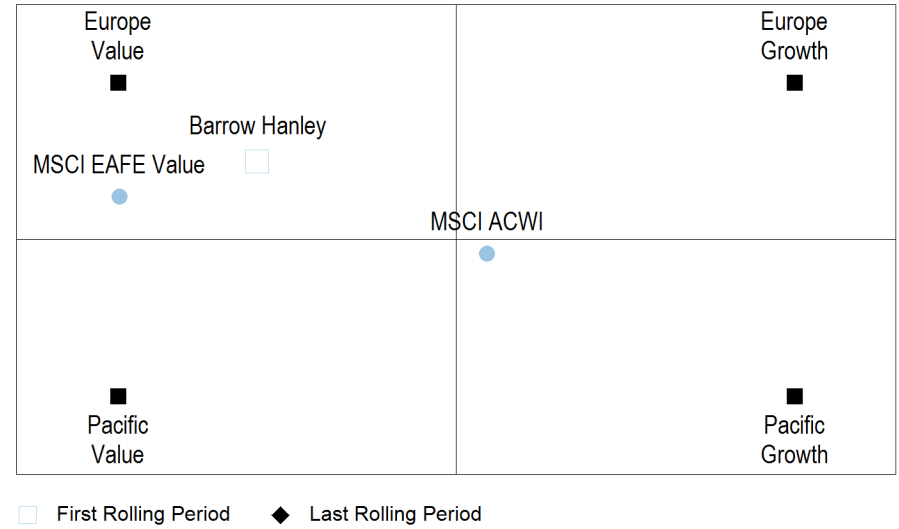 Europe
Value
Europe
Growth
Barrow Hanley
MSCI EAFE Value
MSCI ACWI
Pacific
Value
Pacific
Growth
First Rolling Period
Last Rolling Period